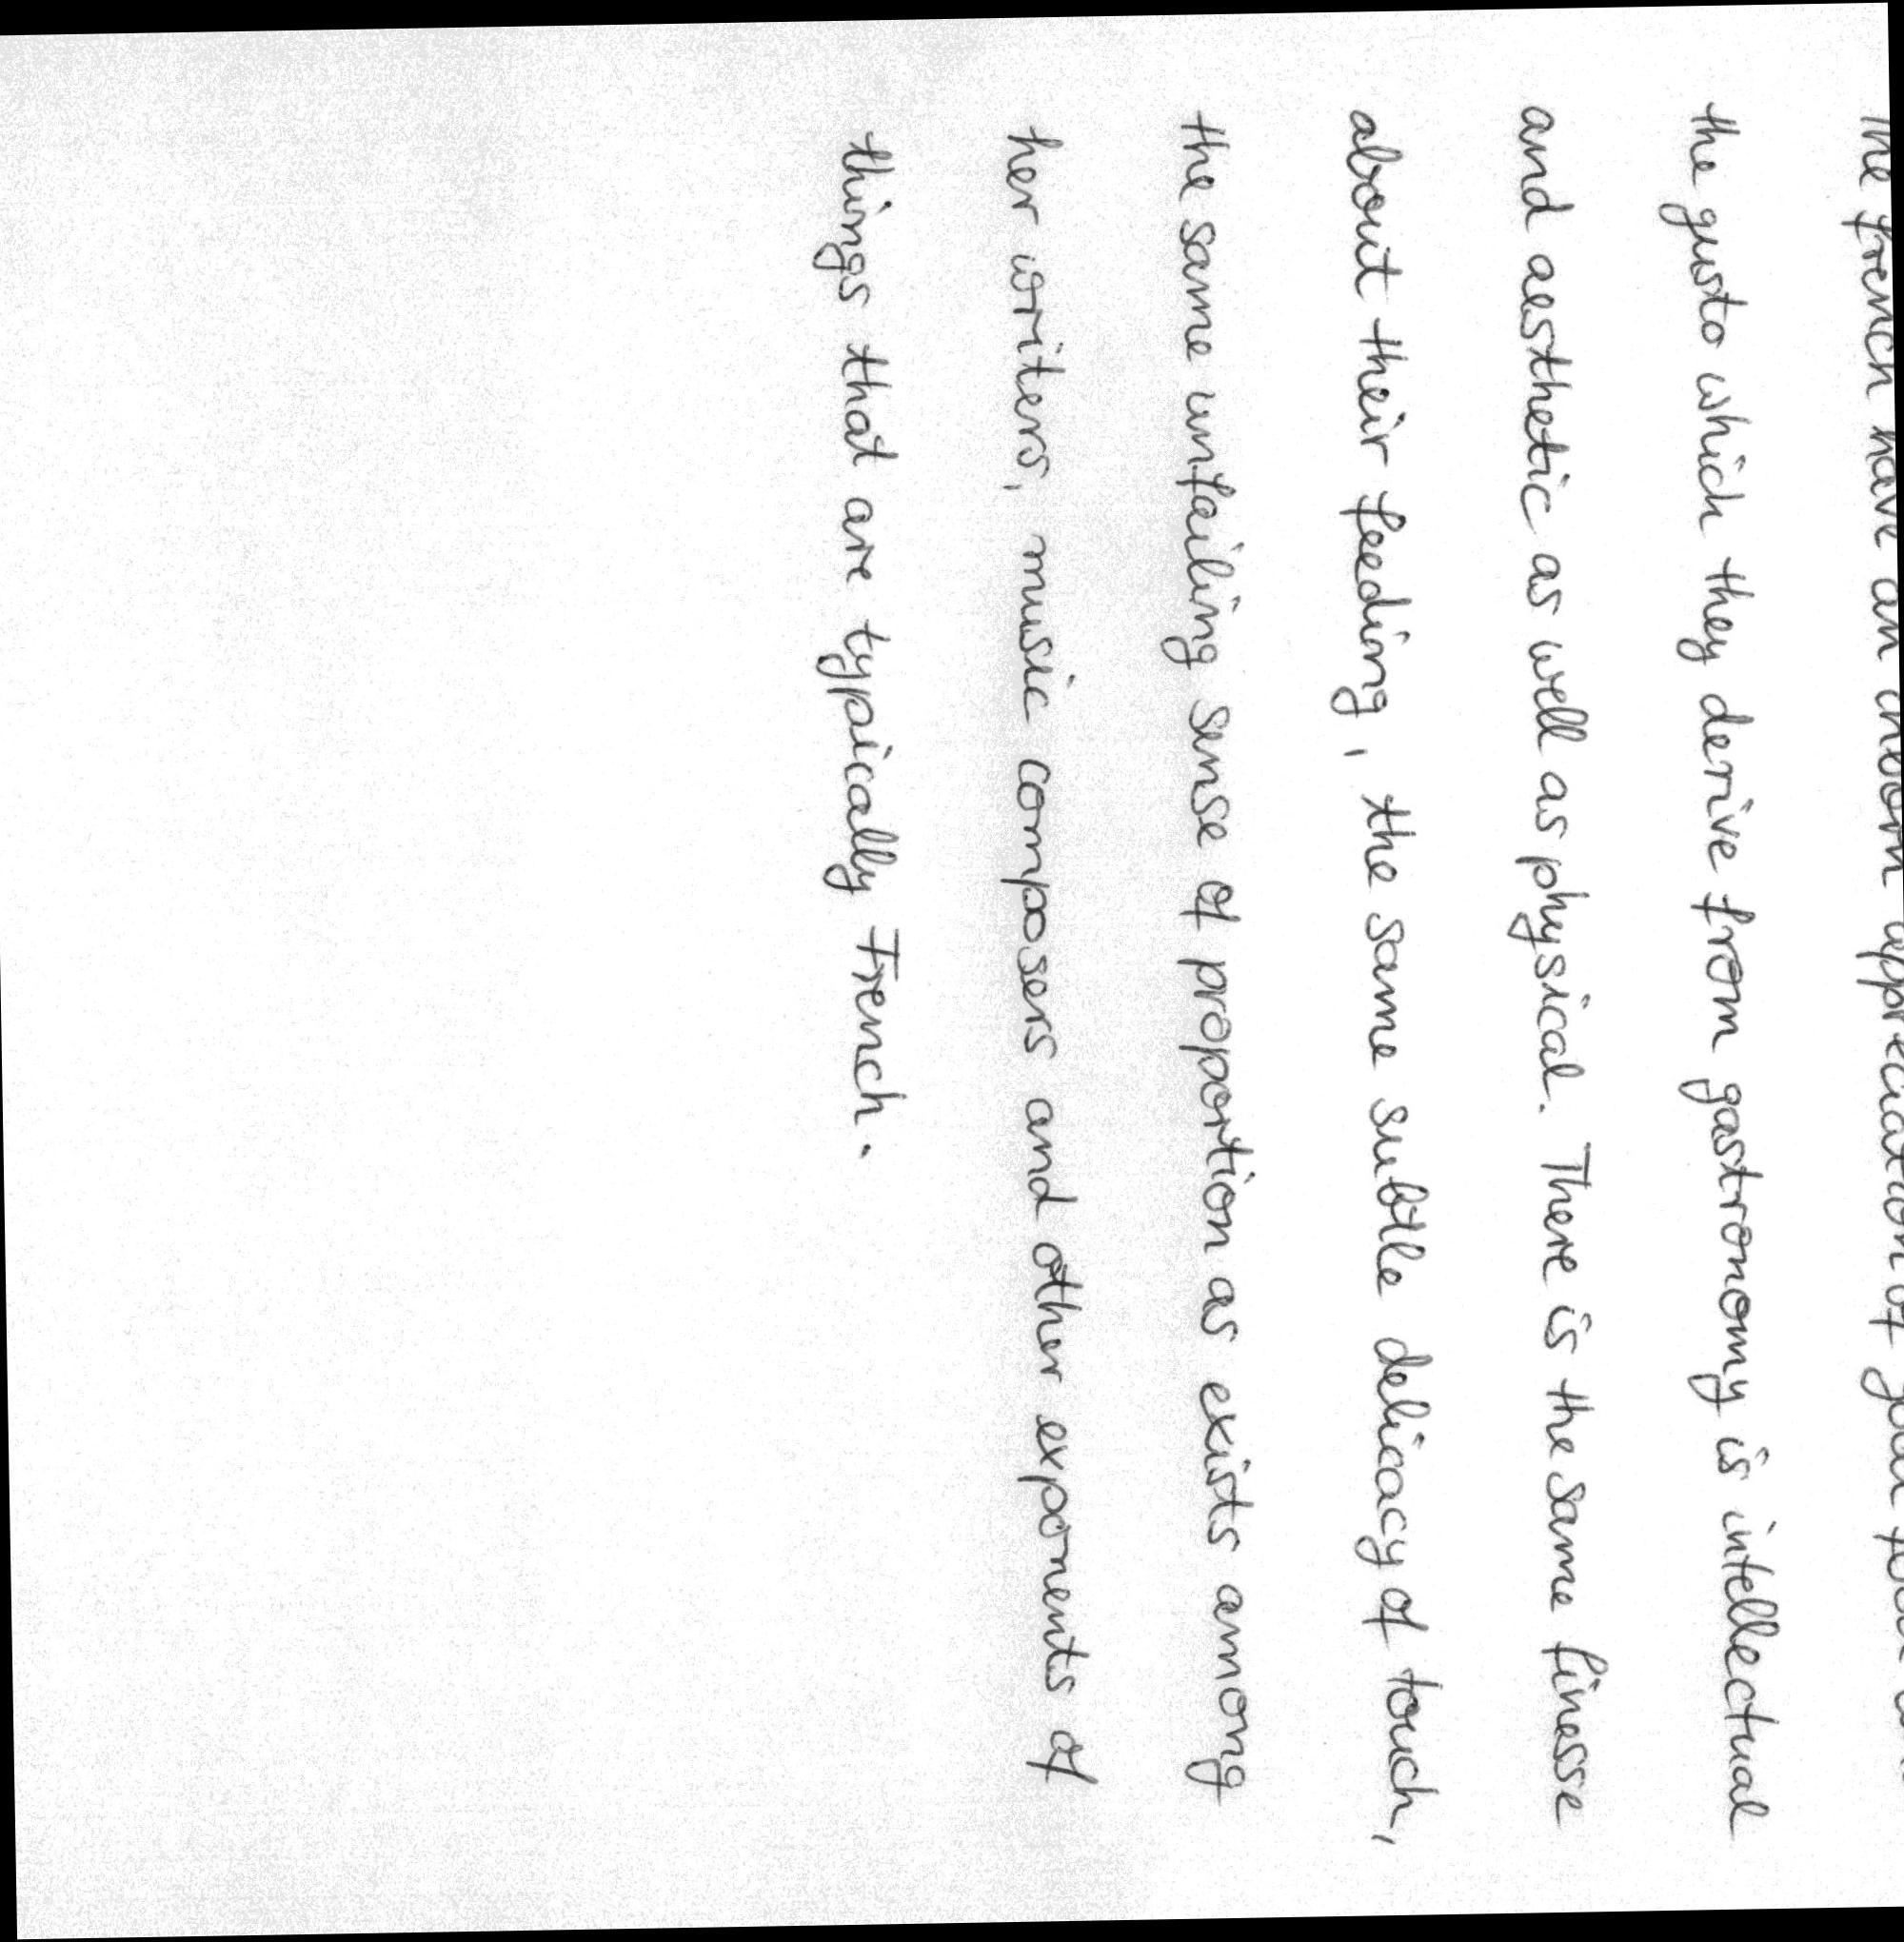 The French have an inborn appreciation of good food and
the gusto which they derive from gastronomy is intellectual
and aesthetic as well as physical. There is the same finesse
about their feeding, the same subtle delicacy of touch,
the same unfailing sense of proportion as exists among
her writers, music composers and other exponents of
things that are typically French.